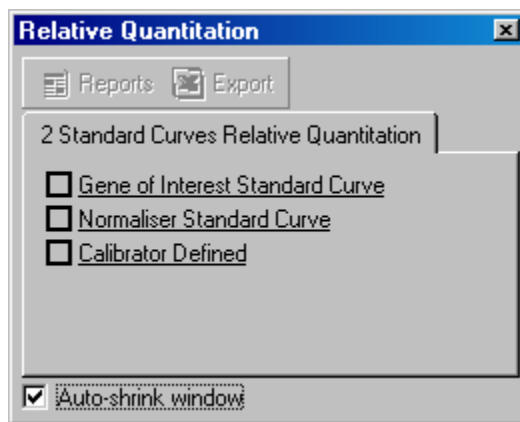 Relative Quantitation
Reports Export
2 Standard Curves Relative Quantitation
Gene of Interest Standard Curve
Normaliser Standard Curve
Calibrator Defined
Auto-shrink window